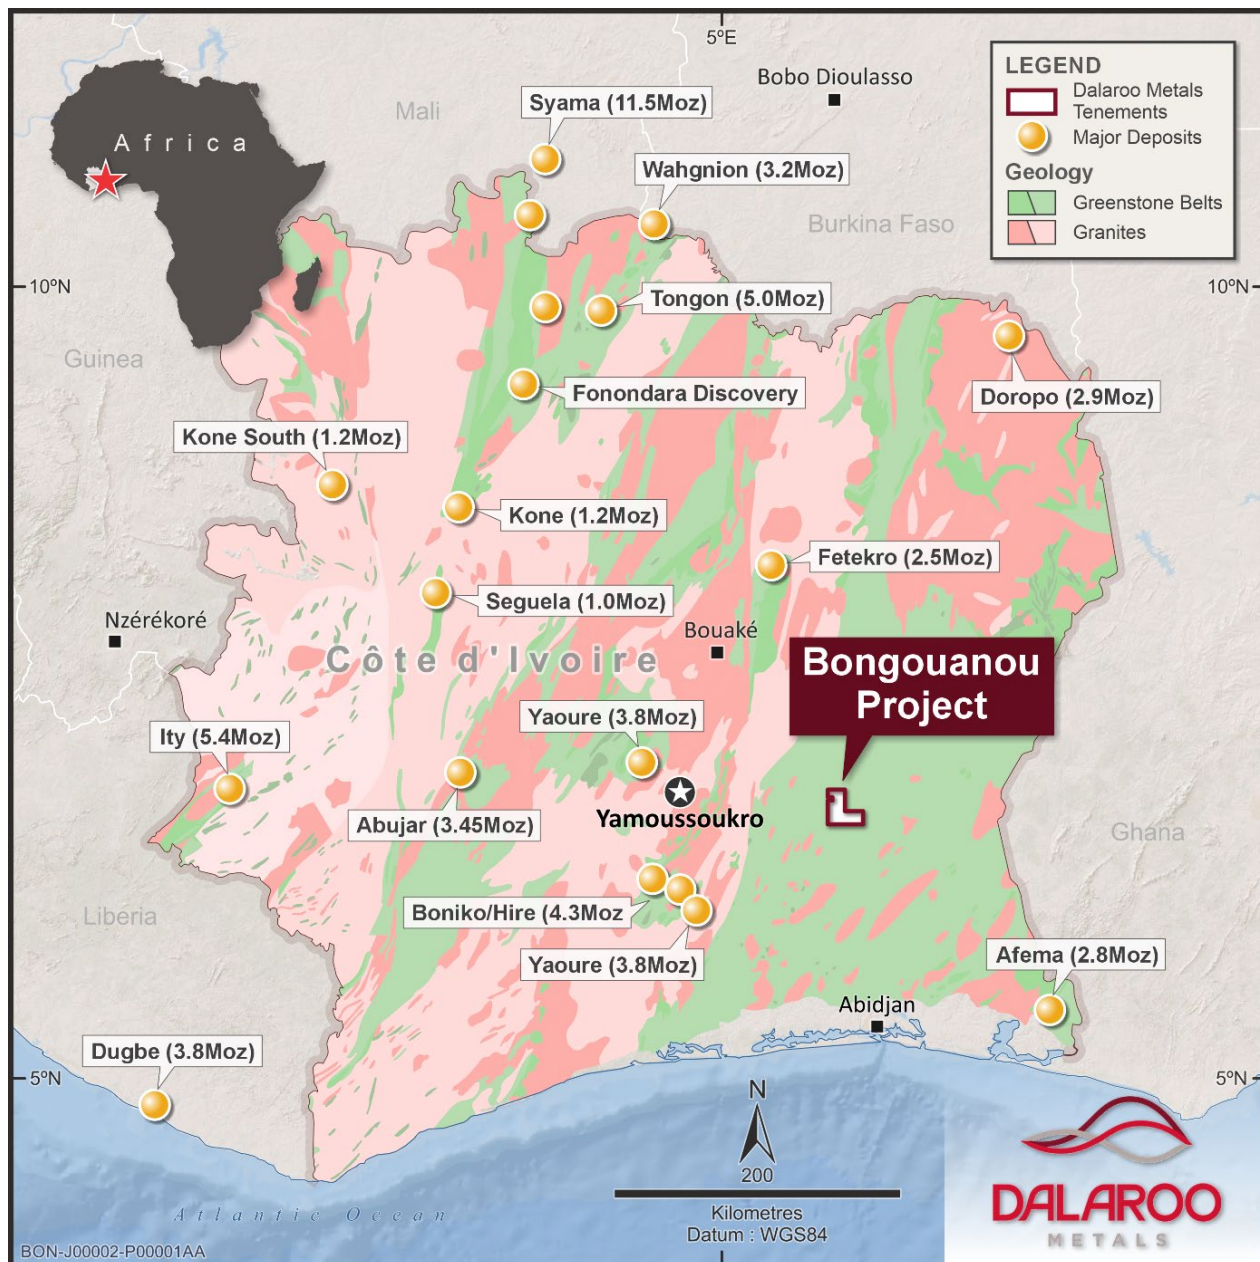 5ºE
Bobo Dioulasso
Mali
Syama (11.5Moz)
Africa
LEGEND
Dalaroo Metals
Tenements
Major Deposits
Geology
Greenstone Belts
Granites
Wahgnion (3.2Moz)
Burkina Faso
10ºN
10ºN
Tongon (5.0Moz)
Guinea
Fonondara Discovery
Doropo (2.9Moz)
Kone South (1.2Moz)
Kone (1.2Moz)
Fetekro (2.5Moz)
Seguela (1.0Moz)
Nzérékoré
Bouaké
Côte d'Ivoire
Bongouanou
Project
Yaoure (3.8Moz)
Ity (5.4Moz)
Yamoussoukro
Abujar (3.45Moz)
Ghana
Liberia
Boniko/Hire (4.3Moz
Yaoure (3.8Moz)
Afema (2.8Moz)
Abidjan
Dugbe (3.8Moz)
5ºN
5ºN
N
200
Kilometres
Datum : WGS84
Atlantic Ocean
DALAROO
METALS
BON-J00002-P00001AA
5ºE